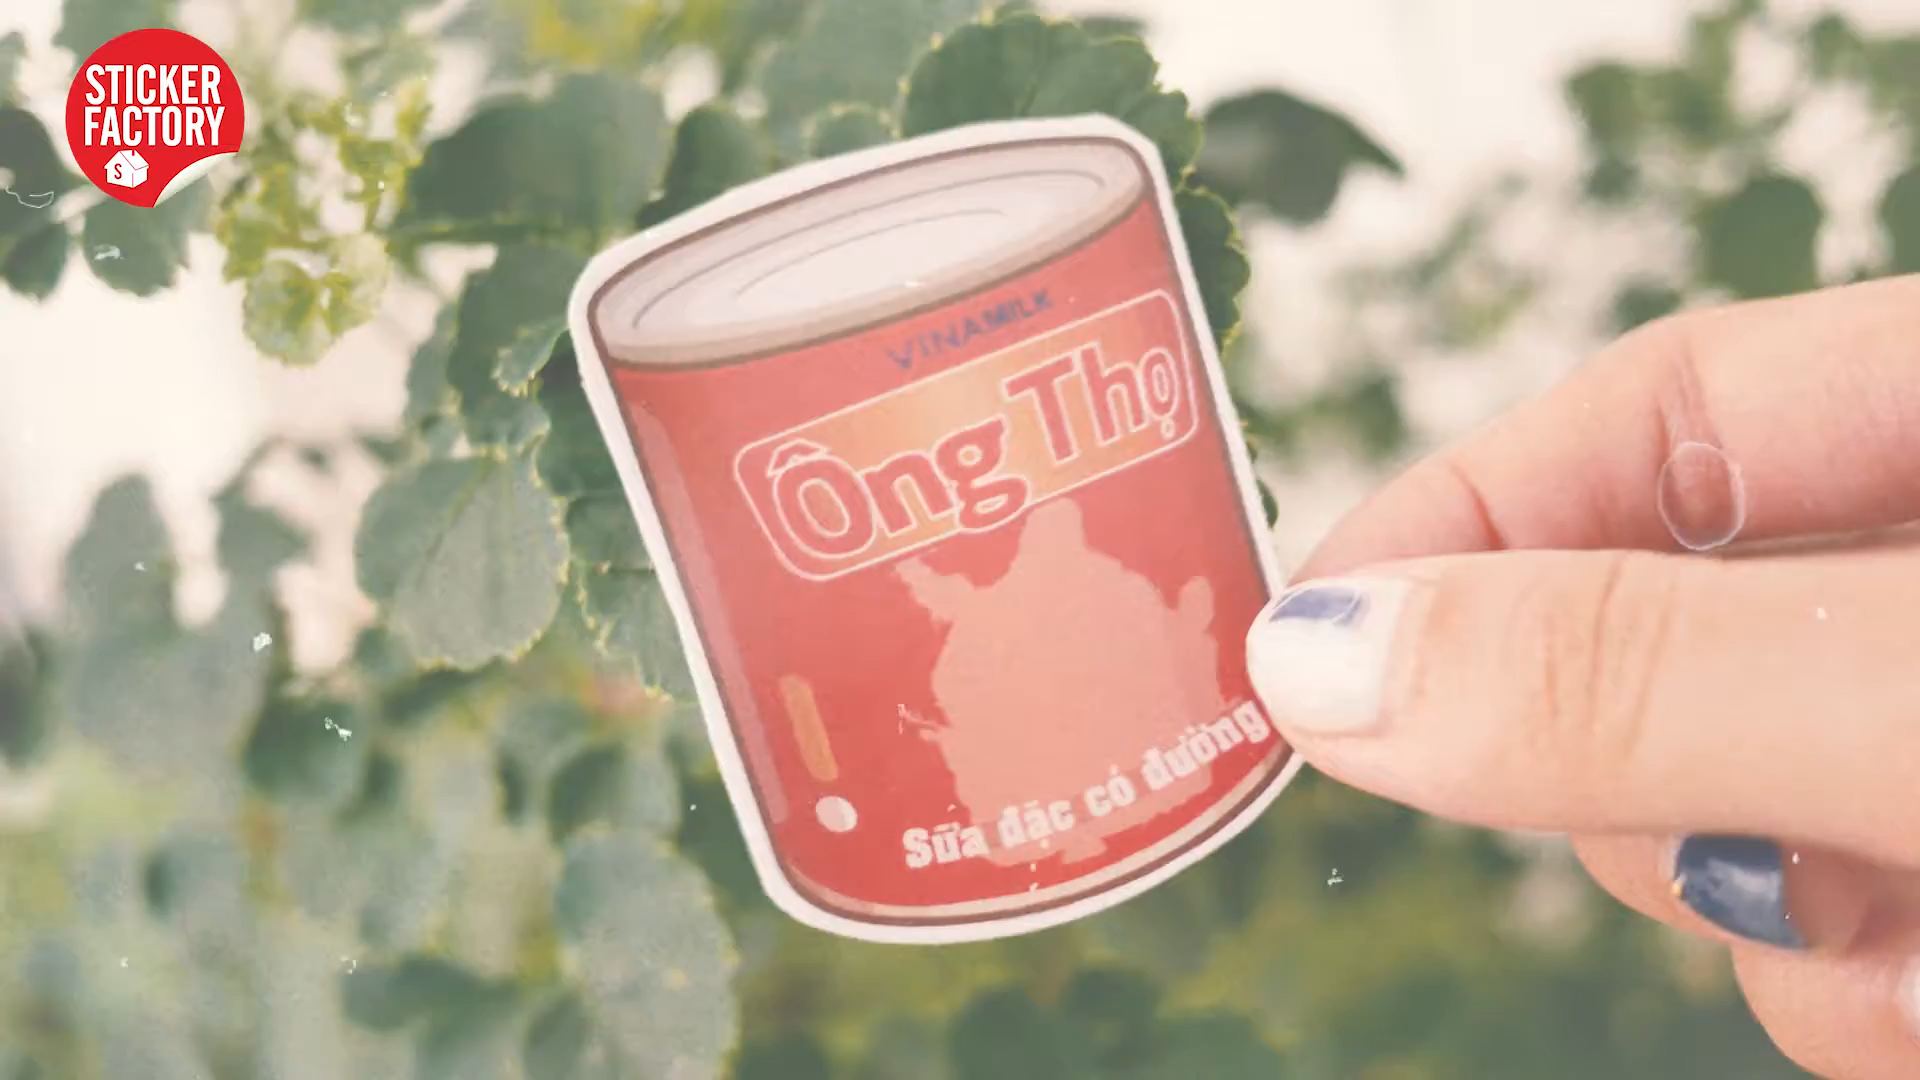 STICKER
FACTORY
S
VINAMILK
Ông Thọ
Sữa đặc có đường